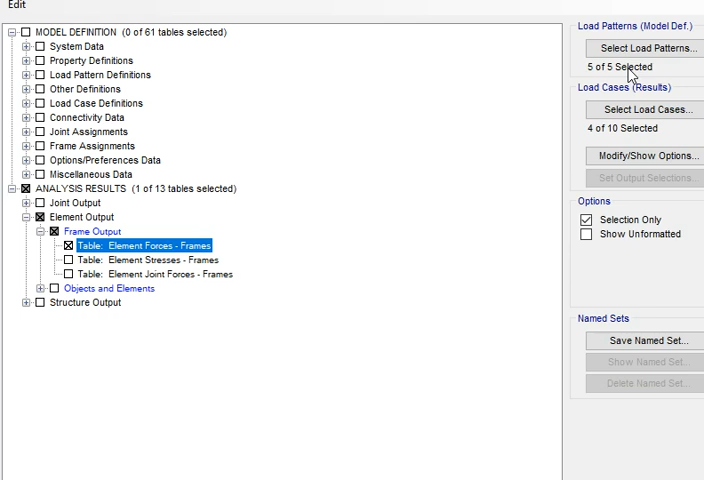 Edit
MODEL DEFINITION (0 of 61 tables selected)
System Data
Property Definitions
Load Pattern Definitions
Other Definitions
Load Case Definitions
Connectivity Data
Joint Assignments
Frame Assignments
Options/Preferences Data
Miscellaneous Data
ANALYSIS RESULTS (1 of 13 tables selected)
Joint Output
Element Output
Frame Output
Table: Element Forces - Frames
Table: Element Stresses - Frames
Table: Element Joint Forces - Frames
Objects and Elements
Structure Output
Load Patterns (Model Def.)
Select Load Patterns...
5 of 5 Selected
Load Cases (Results)
Select Load Cases...
4 of 10 Selected
Modify/Show Options...
Set Output Selections...
Options
Selection Only
Show Unformatted
Named Sets
Save Named Set...
Show Named Set...
Delete Named Set...